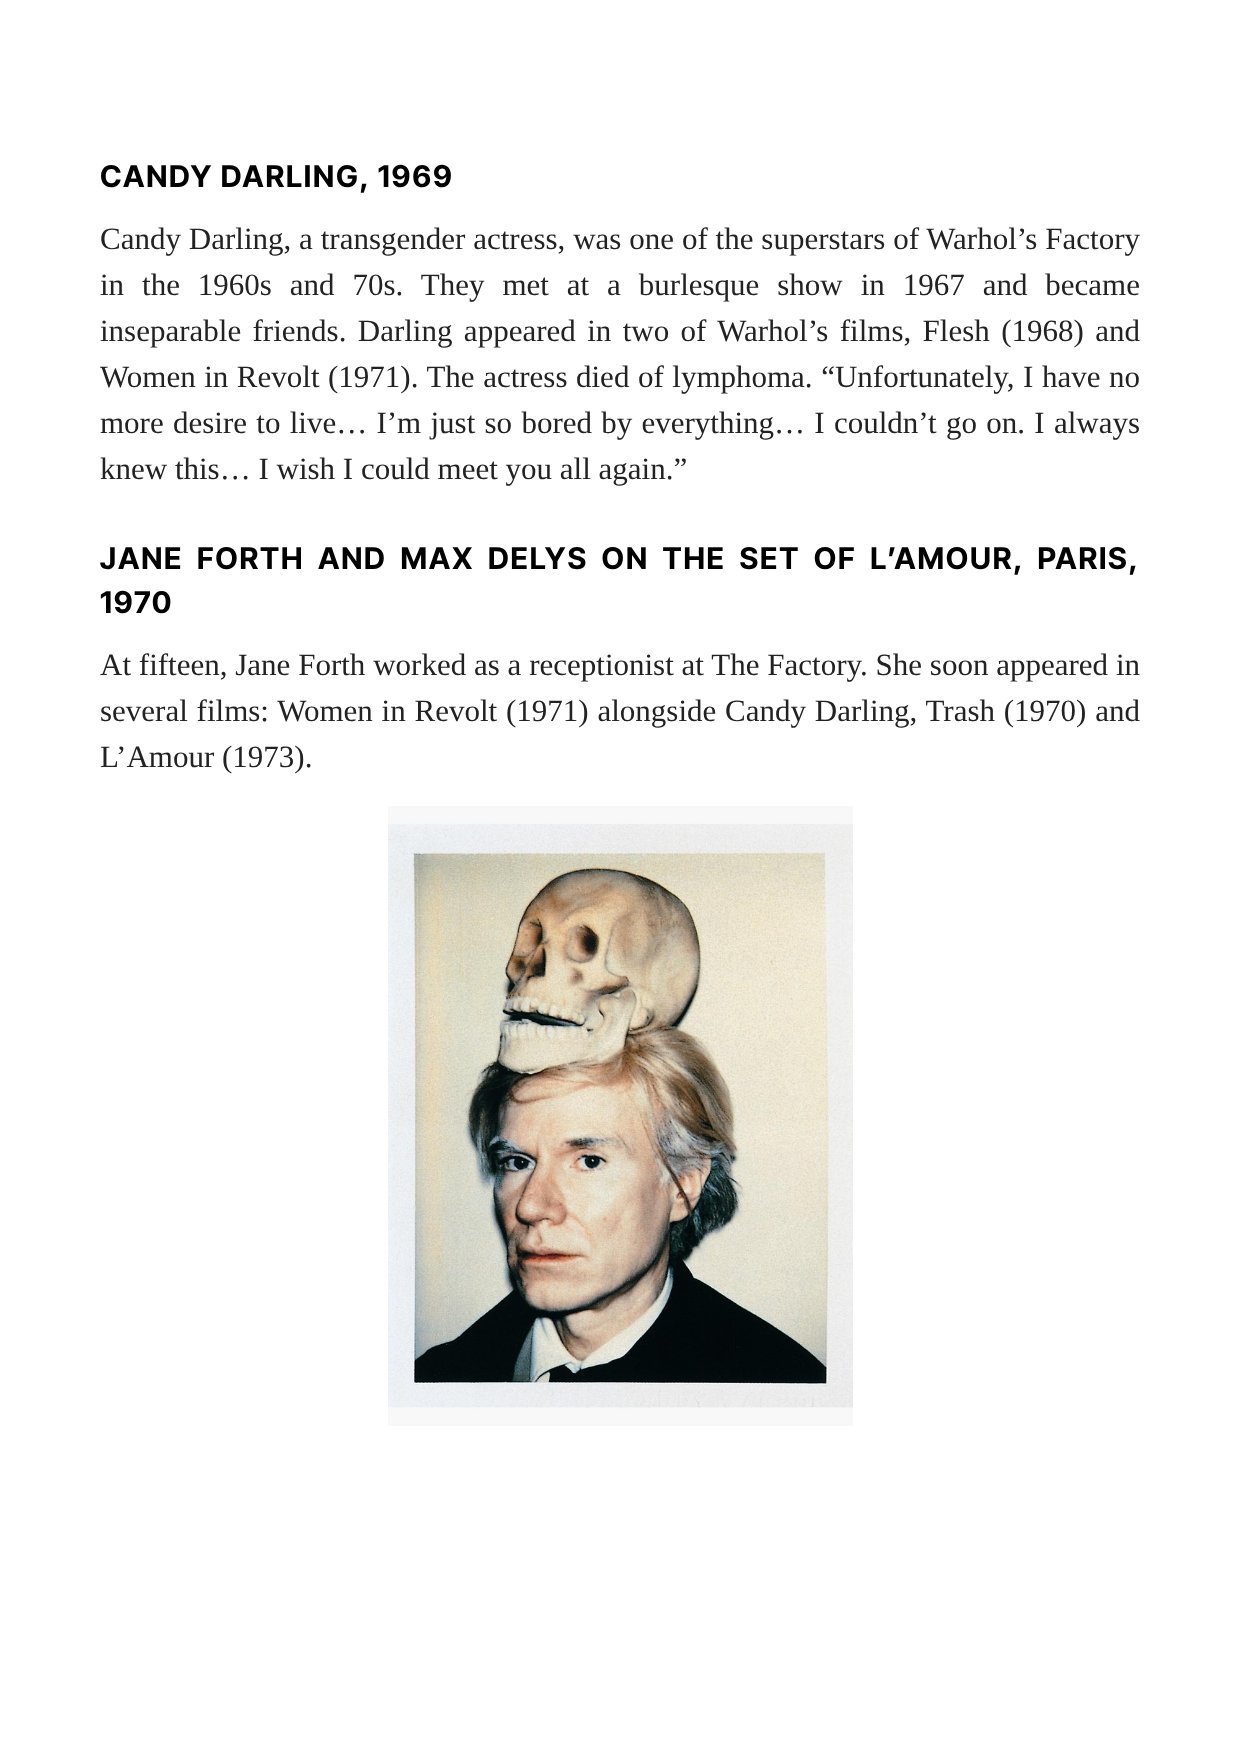 CANDY DARLING, 1969
Candy Darling, a transgender actress, was one of the superstars of Warhol’s Factory
in the 1960s and 70s. They met at a burlesque show in 1967 and became
inseparable friends. Darling appeared in two of Warhol’s films, Flesh (1968) and
Women in Revolt (1971). The actress died of lymphoma. “Unfortunately, I have no
more desire to live… I’m just so bored by everything… I couldn’t go on. I always
knew this… I wish I could meet you all again.”
JANE FORTH AND MAX DELYS ON THE SET OF L’AMOUR, PARIS,
1970
At fifteen, Jane Forth worked as a receptionist at The Factory. She soon appeared in
several films: Women in Revolt (1971) alongside Candy Darling, Trash (1970) and
L’Amour (1973).